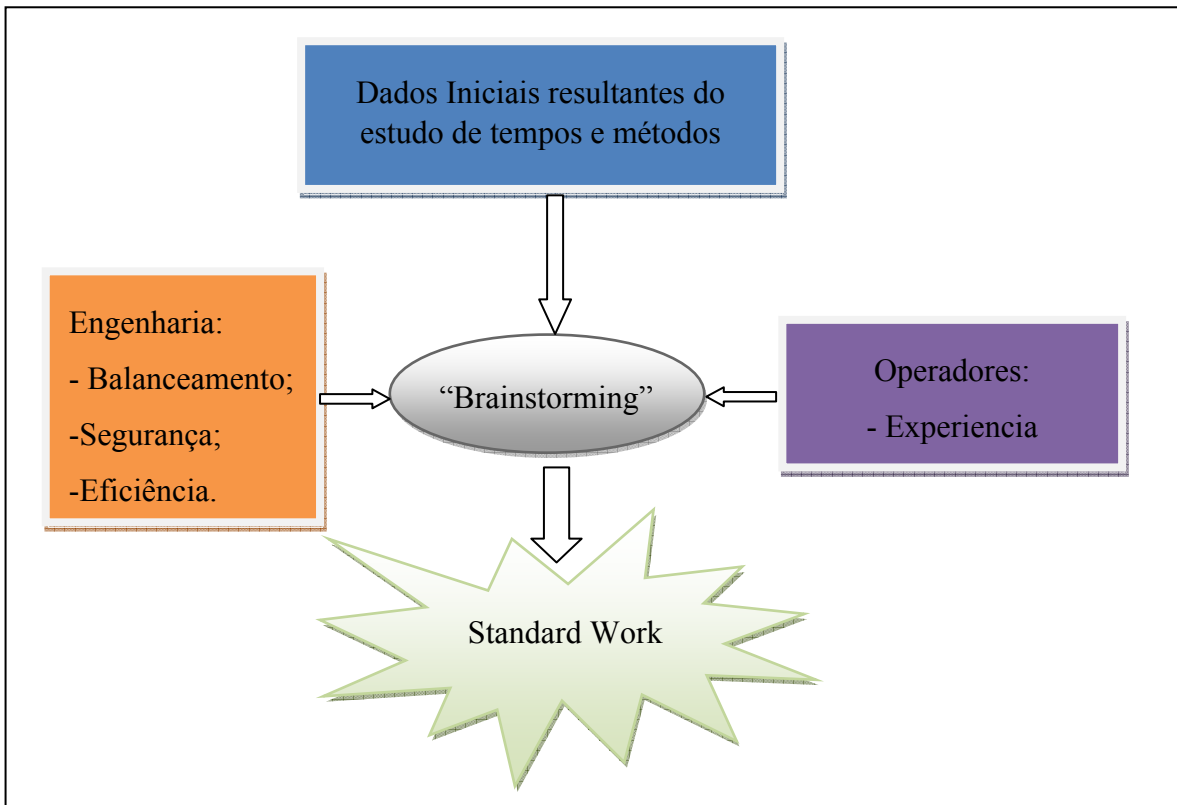 Dados Iniciais resultantes do
estudo de tempos e métodos
Engenharia:
- Balanceamento;
-Segurança;
-Eficiência.
“Brainstorming”
Operadores:
- Experiencia
Standard Work